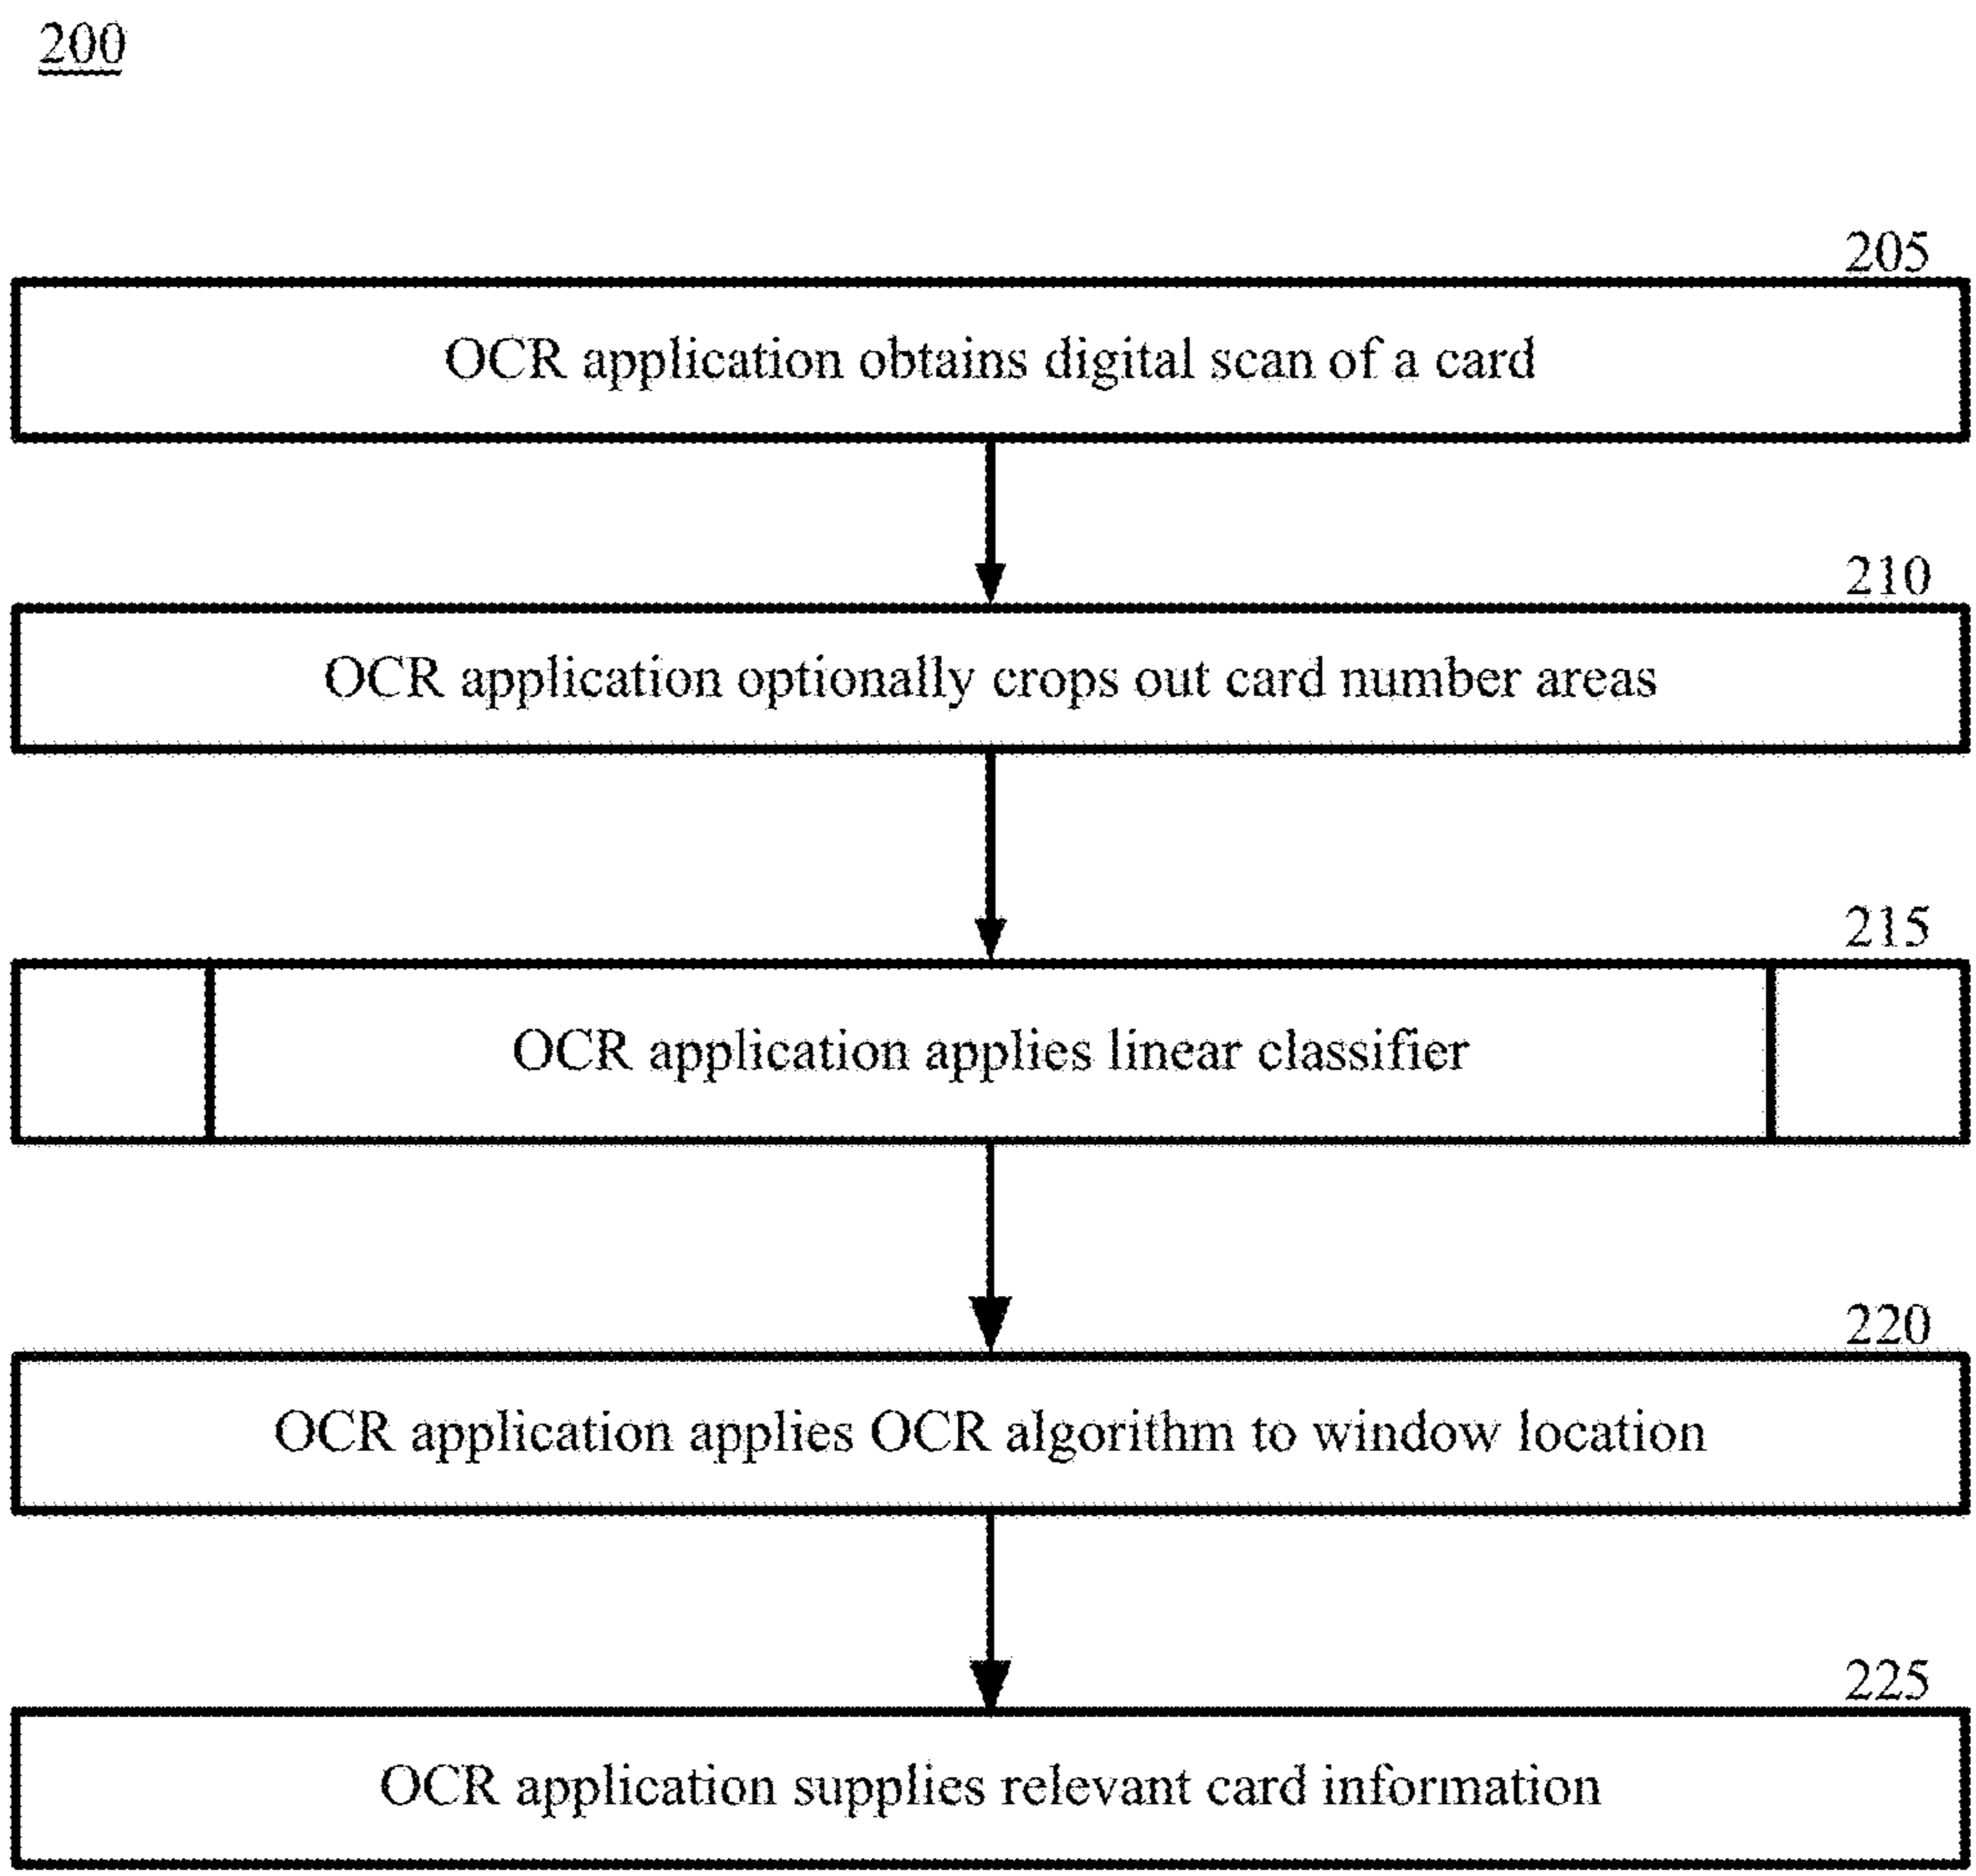 200
205
OCR application obtains digital scan of a card
210
OCR application optionally crops out card number areas
215
OCR application applies linear classifier
220
OCR application applies OCR algorithm to window location
225
OCR application supplies relevant card information